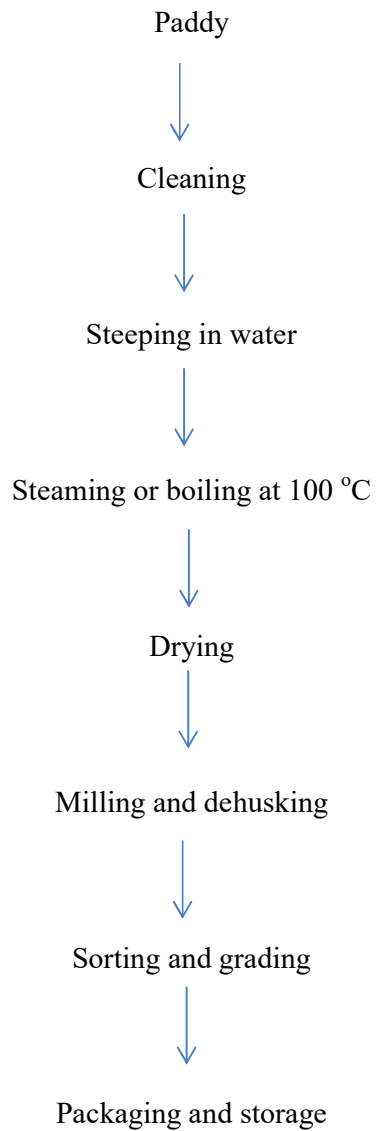 Paddy
Cleaning
Steeping in water
Steaming or boiling at 100 °C
Drying
Milling and dehusking
Sorting and grading
Packaging and storage